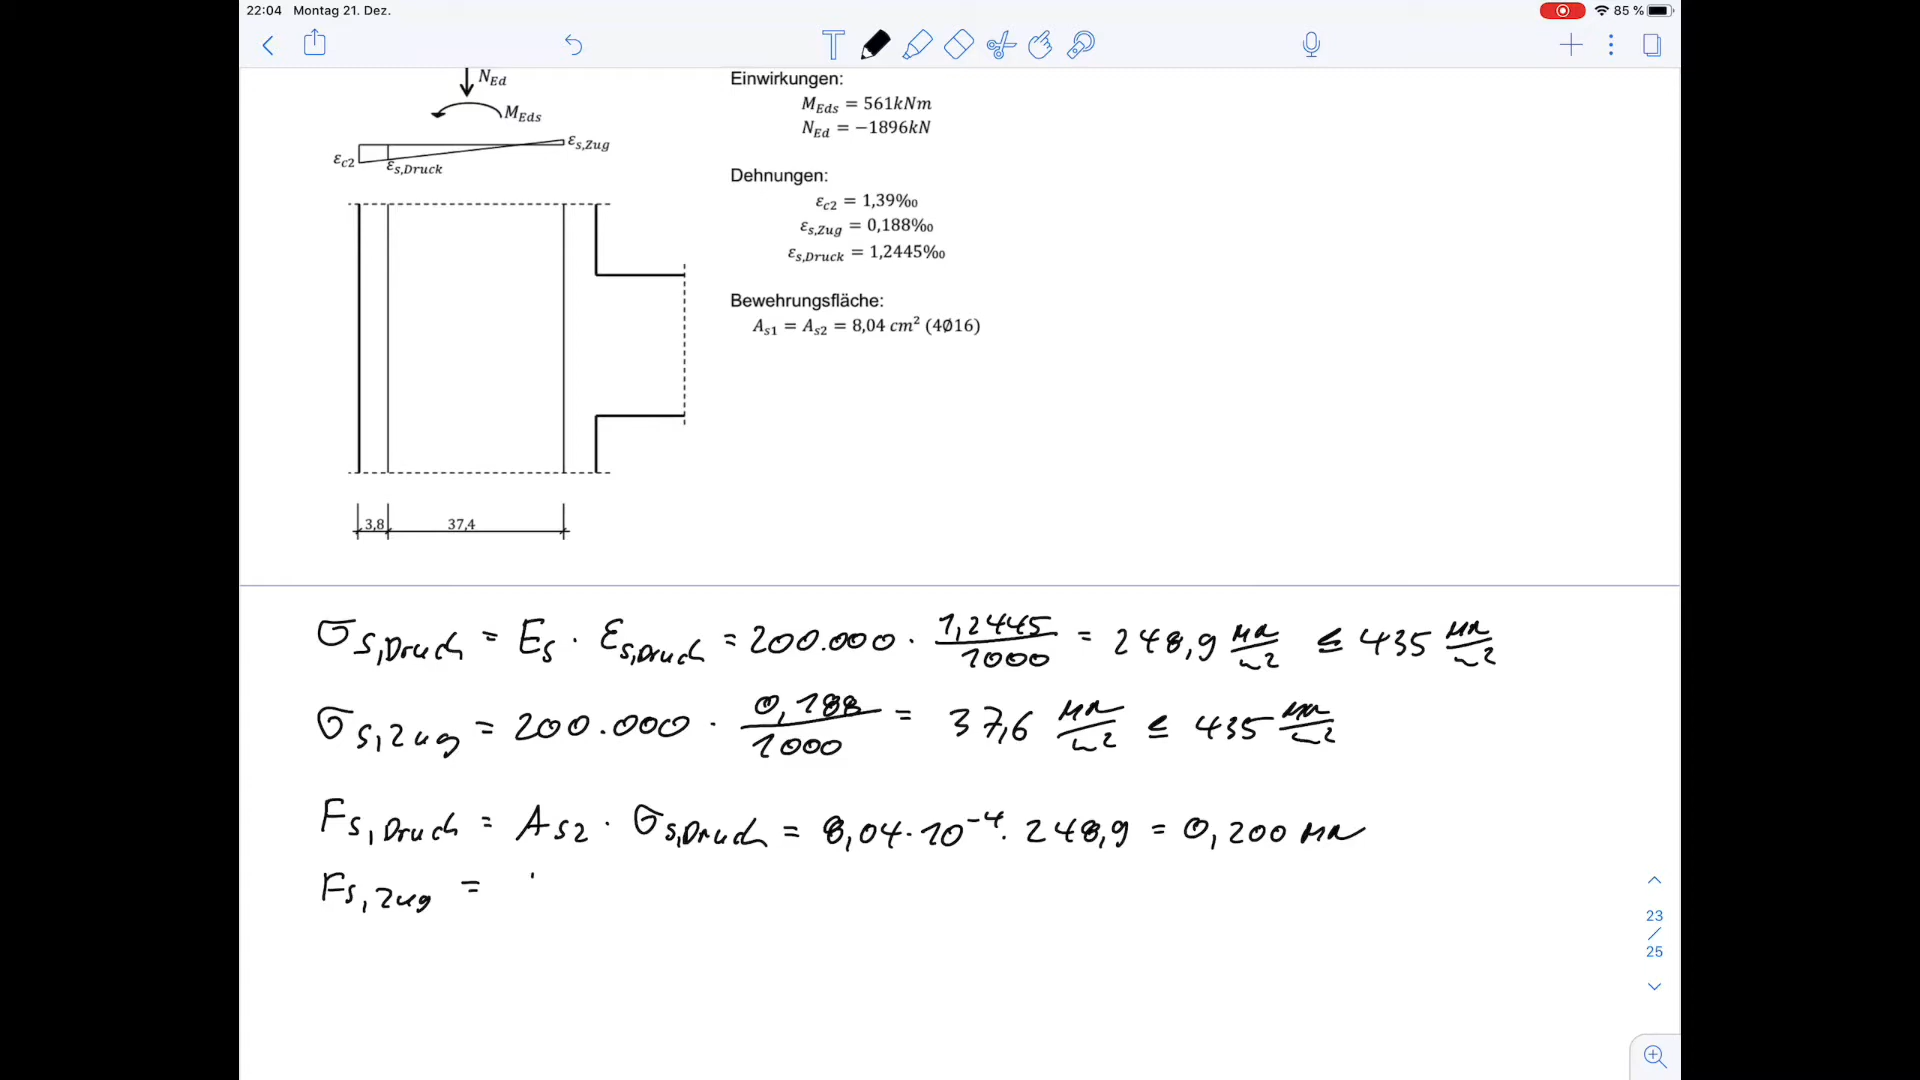 22:04 Montag 21. Dez.
85 %
T
N_Ed
M_Eds
ε_c2
ε_s,Druck
ε_s,Zug
3,8
37,4
Einwirkungen:
M_Eds = 561kNm
N_Ed = −1896kN
Dehnungen:
ε_c2 = 1,39‰
ε_s,Zug = 0,188‰
ε_s,Druck = 1,2445‰
Bewehrungsfläche:
A_s1 = A_s2 = 8,04 cm² (4Ø16)
σ_s,Druck = E_s · ε_s,Druck = 200.000 · 1,2445/1000 = 248,9 MN/m² ≤ 435 MN/m²
σ_s,Zug = 200.000 · 0,188/1000 = 37,6 MN/m² ≤ 435 MN/m²
F_s,Druck = A_s2 · σ_s,Druck = 8,04 · 10⁻⁴ · 248,9 = 0,200 MN
F_s,Zug =
23
/
25